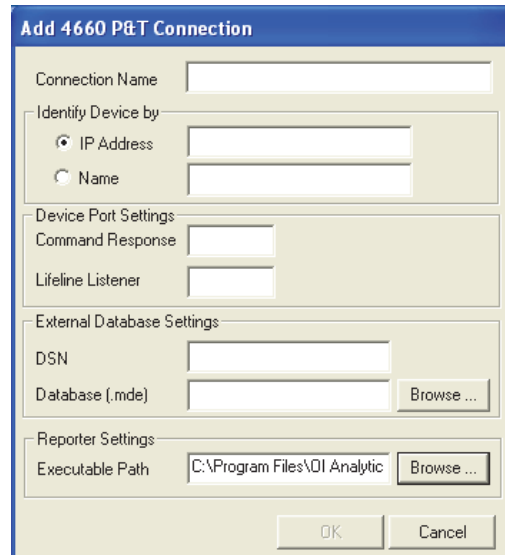 Add 4660 P&T Connection
Connection Name
Identify Device by
IP Address
Name
Device Port Settings
Command Response
Lifeline Listener
External Database Settings
DSN
Database (.mde)
Browse ...
Reporter Settings
Executable Path
C:\Program Files\OI Analytic
Browse ...
OK
Cancel